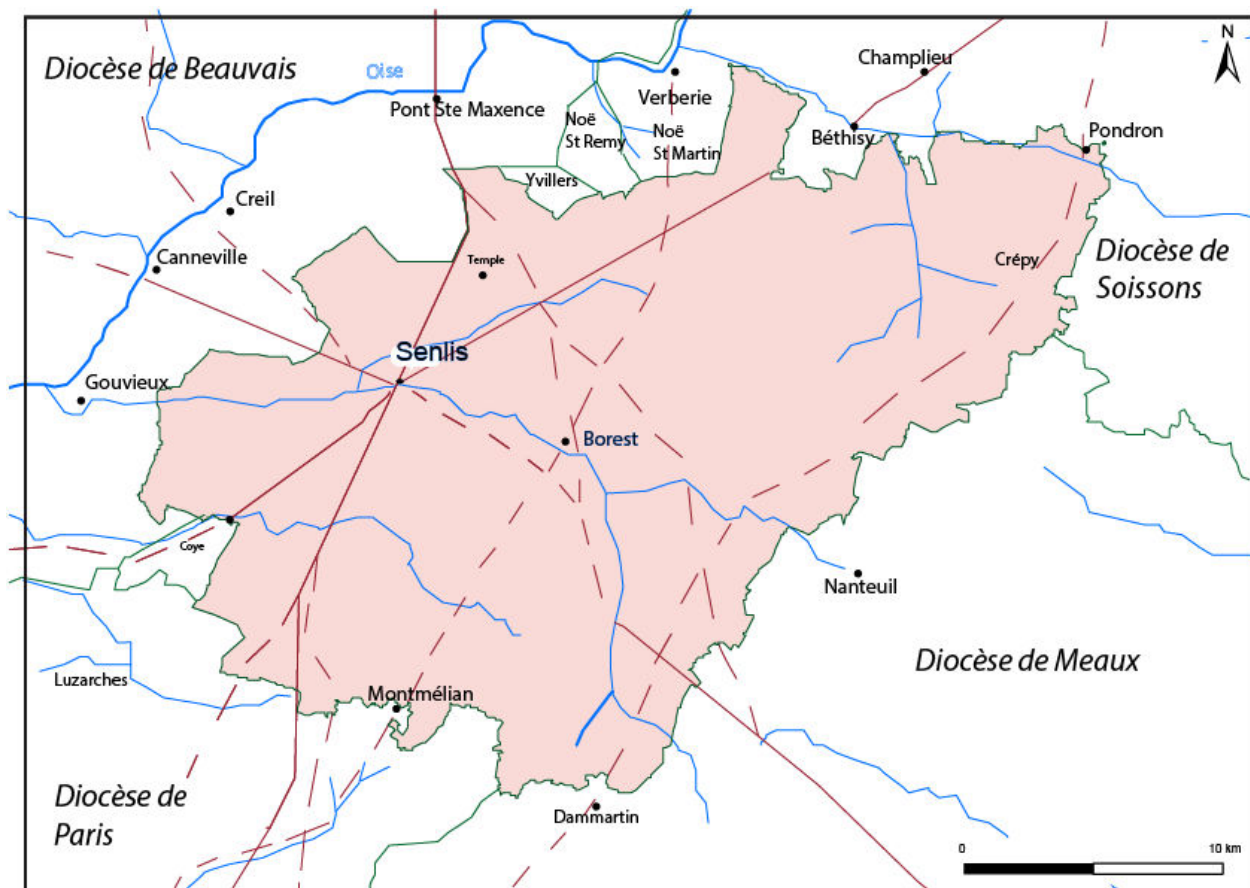 Diocèse de Beauvais
Oise
N
Champlieu
Pont Ste Maxence
Verberie
Noë
St Remy
Noë
St Martin
Béthisy
Pondron
Yvillers
Creil
Canneville
Temple
Crépy
Diocèse de
Soissons
Senlis
Gouvieux
Borest
Coye
Nanteuil
Luzarches
Montmélian
Diocèse de Meaux
Diocèse de
Paris
Dammartin
0
10 km